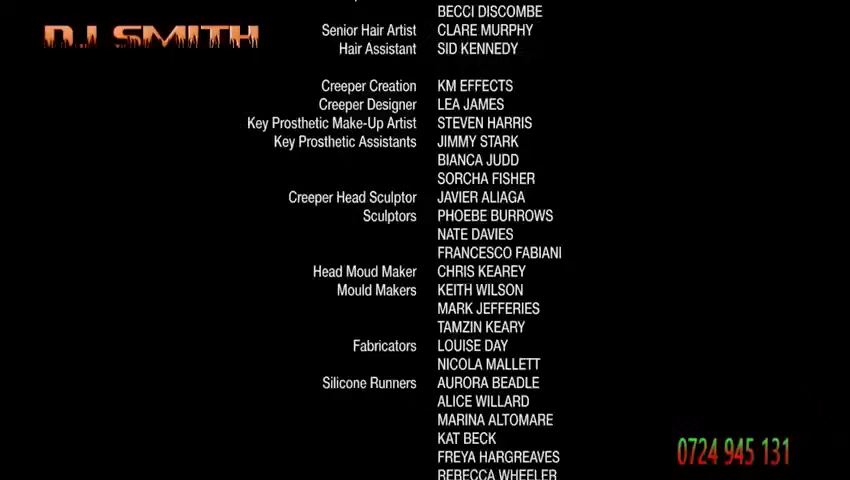 DJ SMITH
BECCI DISCOMBE
Senior Hair Artist CLARE MURPHY
Hair Assistant SID KENNEDY
Creeper Creation KM EFFECTS
Creeper Designer LEA JAMES
Key Prosthetic Make-Up Artist STEVEN HARRIS
Key Prosthetic Assistants JIMMY STARK
BIANCA JUDD
SORCHA FISHER
Creeper Head Sculptor JAVIER ALIAGA
Sculptors PHOEBE BURROWS
NATE DAVIES
FRANCESCO FABIANI
Head Moud Maker CHRIS KEAREY
Mould Makers KEITH WILSON
MARK JEFFERIES
TAMZIN KEARY
Fabricators LOUISE DAY
NICOLA MALLETT
Silicone Runners AURORA BEADLE
ALICE WILLARD
MARINA ALTOMARE
KAT BECK
FREYA HARGREAVES
REBECCA WHEELER
0724 945 131